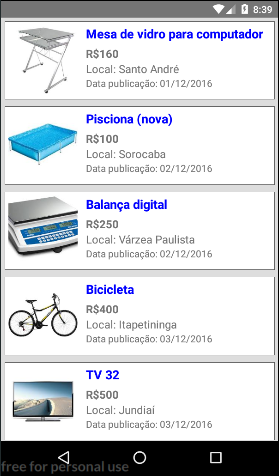 8:39
Mesa de vidro para computador
R$160
Local: Santo André
Data publicação: 01/12/2016
Pisciona (nova)
R$100
Local: Sorocaba
Data publicação: 02/12/2016
Balança digital
R$250
Local: Várzea Paulista
Data publicação: 02/12/2016
Bicicleta
R$400
Local: Itapetininga
Data publicação: 03/12/2016
TV 32
R$500
Local: Jundiaí
Data publicação: 03/12/2016
free for personal use